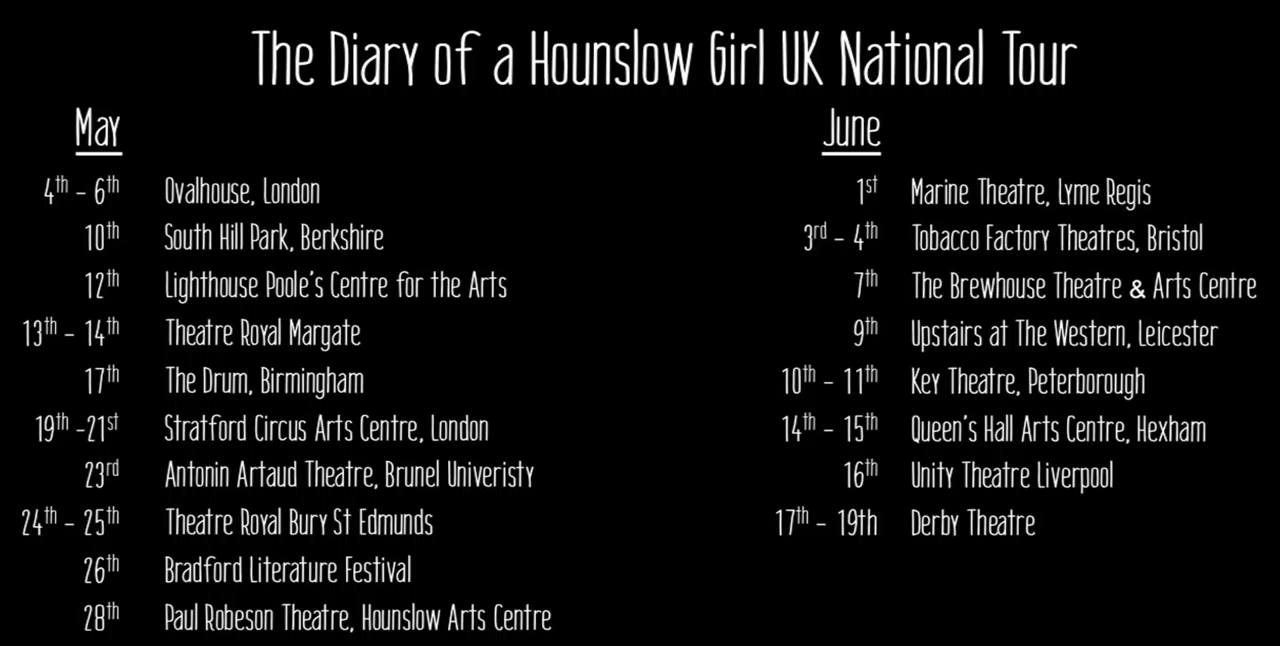 The Diary of a Hounslow Girl UK National Tour
May
4th - 6th Ovalhouse, London
10th South Hill Park, Berkshire
12th Lighthouse Poole's Centre for the Arts
13th - 14th Theatre Royal Margate
17th The Drum, Birmingham
19th -21st Stratford Circus Arts Centre, London
23rd Antonin Artaud Theatre, Brunel Univeristy
24th - 25th Theatre Royal Bury St Edmunds
26th Bradford Literature Festival
28th Paul Robeson Theatre, Hounslow Arts Centre
June
1st Marine Theatre, Lyme Regis
3rd - 4th Tobacco Factory Theatres, Bristol
7th The Brewhouse Theatre & Arts Centre
9th Upstairs at The Western, Leicester
10th - 11th Key Theatre, Peterborough
14th - 15th Queen's Hall Arts Centre, Hexham
16th Unity Theatre Liverpool
17th - 19th Derby Theatre